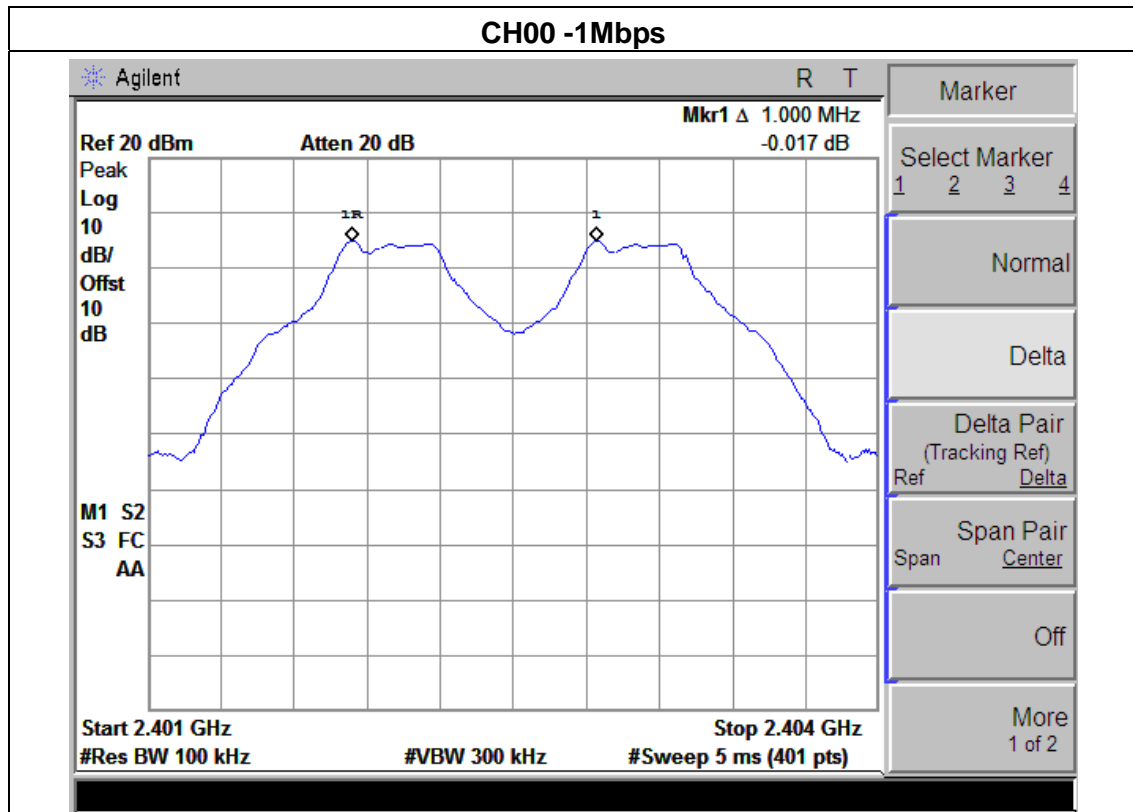 CH00 -1Mbps
Agilent R T
Mkr1 Δ 1.000 MHz
Ref 20 dBm Atten 20 dB -0.017 dB
Peak
Log
10
dB/
Offst
10
dB
1R
1
M1 S2
S3 FC
AA
Start 2.401 GHz Stop 2.404 GHz
#Res BW 100 kHz #VBW 300 kHz #Sweep 5 ms (401 pts)
Marker
Select Marker
1 2 3 4
Normal
Delta
Delta Pair
(Tracking Ref)
Ref Delta
Span Pair
Span Center
Off
More
1 of 2